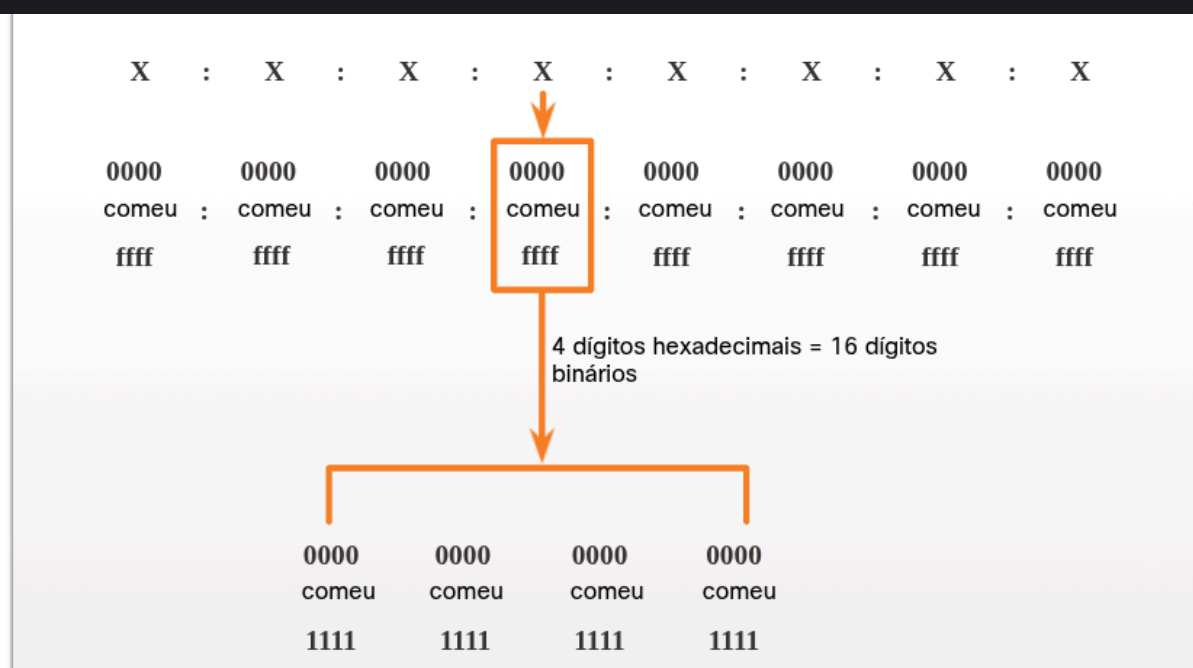 X : X : X : X : X : X : X : X
0000 0000 0000 0000 0000 0000 0000 0000
comeu : comeu : comeu : comeu : comeu : comeu : comeu : comeu
ffff ffff ffff ffff ffff ffff ffff ffff
4 dígitos hexadecimais = 16 dígitos
binários
0000 0000 0000 0000
comeu comeu comeu comeu
1111 1111 1111 1111